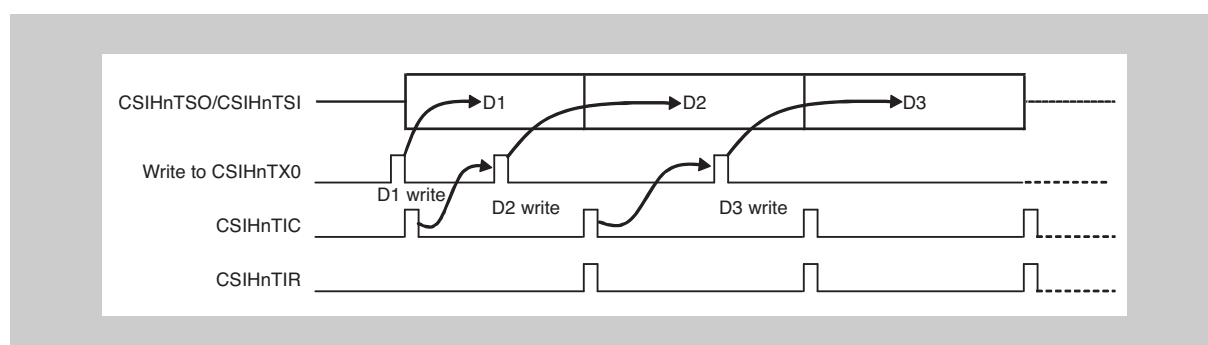 CSIHnTSO/CSIHnTSI D1 D2 D3
Write to CSIHnTX0
D1 write D2 write D3 write
CSIHnTIC
CSIHnTIR